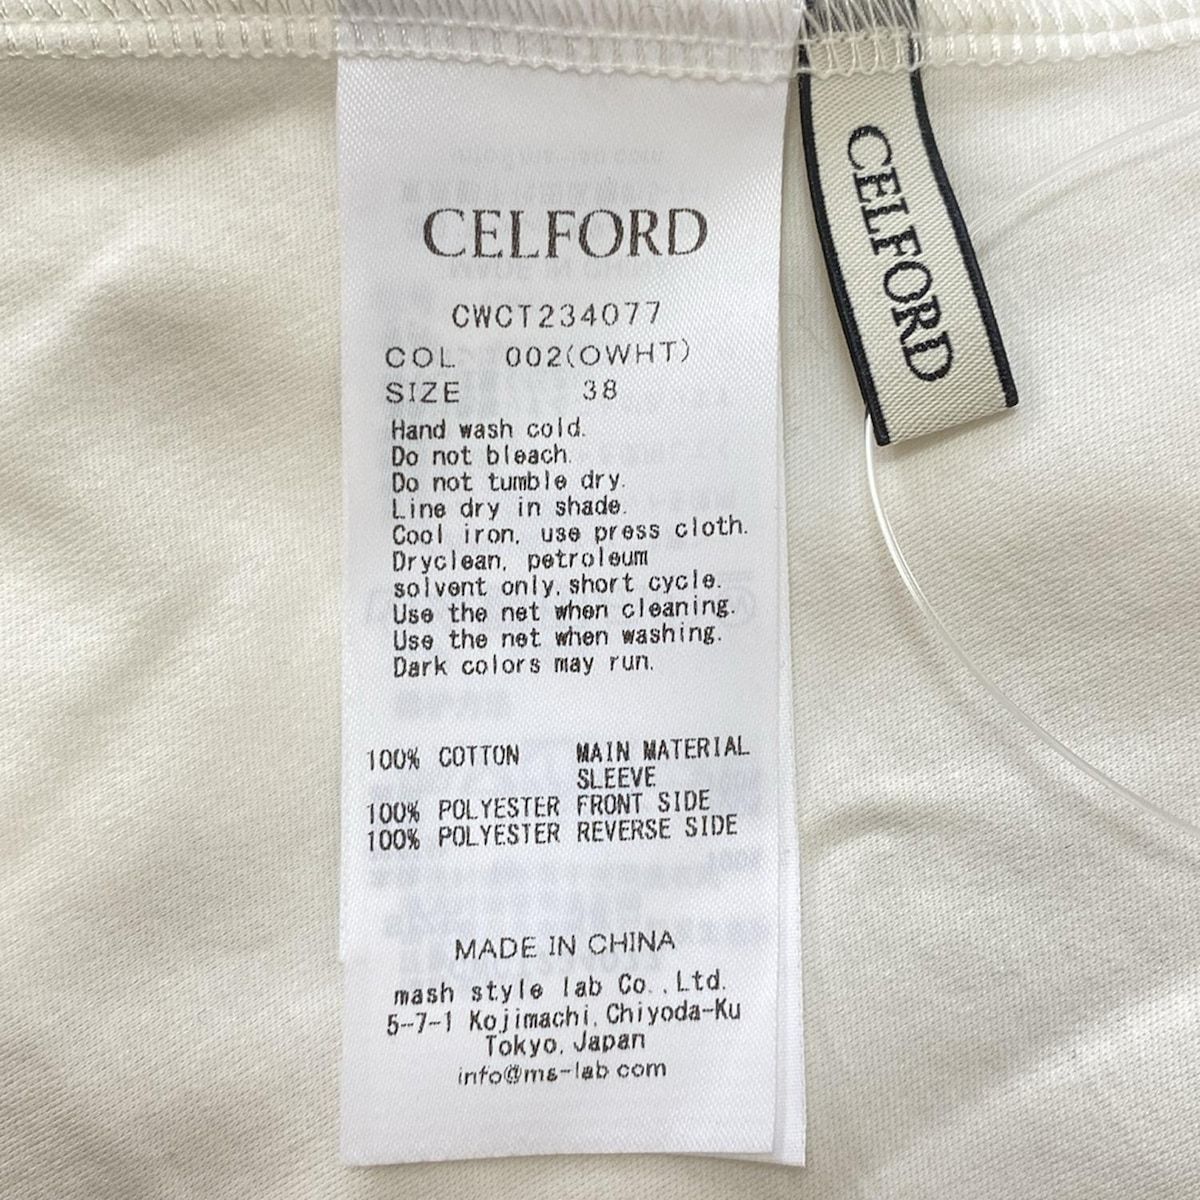 CELFORD
CWCT234077
COL 002(OWHT)
SIZE 38
Hand wash cold.
Do not bleach.
Do not tumble dry.
Line dry in shade.
Cool iron, use press cloth.
Dryclean, petroleum
solvent only, short cycle.
Use the net when cleaning.
Use the net when washing.
Dark colors may run.
100% COTTON MAIN MATERIAL
SLEEVE
100% POLYESTER FRONT SIDE
100% POLYESTER REVERSE SIDE
MADE IN CHINA
mash style lab Co.,Ltd.
5-7-1 Kojimachi, Chiyoda-Ku
Tokyo, Japan
info@ms-lab.com
CELFORD